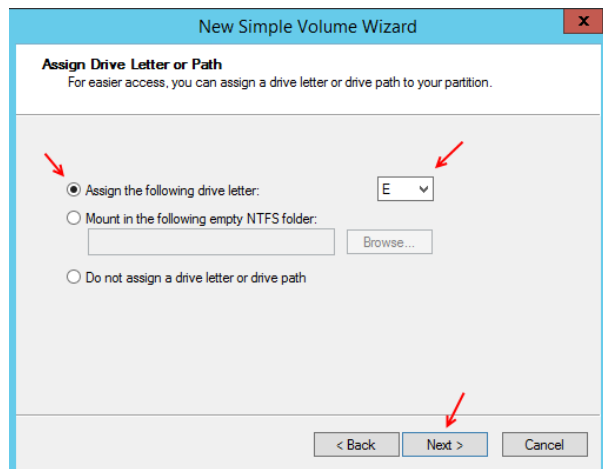 New Simple Volume Wizard
x
Assign Drive Letter or Path
For easier access, you can assign a drive letter or drive path to your partition.
Assign the following drive letter: E
Mount in the following empty NTFS folder:
Browse...
Do not assign a drive letter or drive path
< Back Next > Cancel